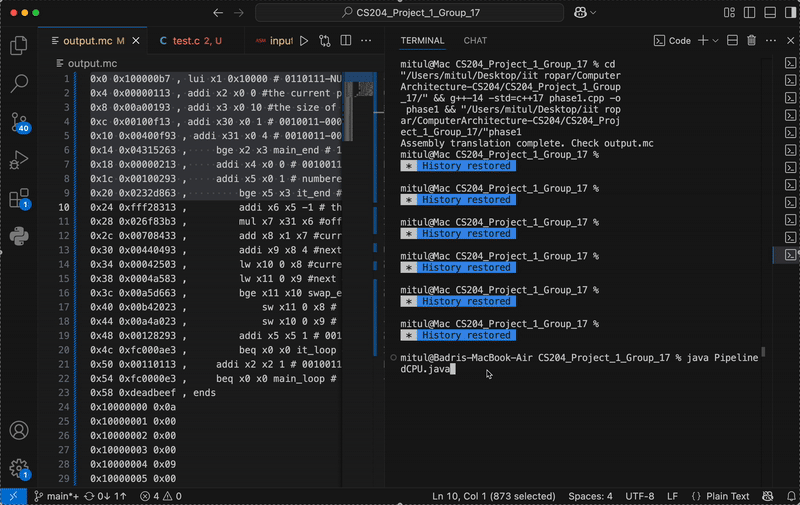 CS204_Project_1_Group_17
output.mc M
test.c 2, U
input
TERMINAL
CHAT
Code
output.mc
1 0x0 0x100000b7 , lui x1 0x10000 # 0110111-NU
2 0x4 0x00000113 , addi x2 x0 0 #the current p
3 0x8 0x00a00193 , addi x3 x0 10 #the size of
4 0xc 0x00100f13 , addi x30 x0 1 # 0010011-000
5 0x10 0x00400f93 , addi x31 x0 4 # 0010011-00
6 0x14 0x04315263 , bge x2 x3 main_end # 1
7 0x18 0x00000213 , addi x4 x0 0 # 0010011
8 0x1c 0x00100293 , addi x5 x0 1 # numbere
9 0x20 0x0232d863 , bge x5 x3 it_end #
10 0x24 0xfff28313 , addi x6 x5 -1 # th
11 0x28 0x026f83b3 , mul x7 x31 x6 #off
12 0x2c 0x00708433 , add x8 x1 x7 #curre
13 0x30 0x00440493 , addi x9 x8 4 #next
14 0x34 0x00042503 , lw x10 0 x8 #curre
15 0x38 0x0004a583 , lw x11 0 x9 #next
16 0x3c 0x00a5d663 , bge x11 x10 swap_e
17 0x40 0x00b42023 , sw x11 0 x8 #
18 0x44 0x00a4a023 , sw x10 0 x9 #
19 0x48 0x00128293 , addi x5 x5 1 # 001
20 0x4c 0xfc000ae3 , beq x0 x0 it_loop
21 0x50 0x00110113 , addi x2 x2 1 # 001001
22 0x54 0xfc0000e3 , beq x0 x0 main_loop #
23 0x58 0xdeadbeef , ends
24 0x10000000 0x0a
25 0x10000001 0x00
26 0x10000002 0x00
27 0x10000003 0x00
28 0x10000004 0x09
29 0x10000005 0x00
mitul@Mac CS204_Project_1_Group_17 % cd
"/Users/mitul/Desktop/iit ropar/Computer
Architecture-CS204/CS204_Project_1_Group
_17/" && g++-14 -std=c++17 phase1.cpp -o
phase1 && "/Users/mitul/Desktop/iit rop
ar/ComputerArchitecture-CS204/CS204_Proj
ect_1_Group_17/"phase1
Assembly translation complete. Check output.mc
mitul@Mac CS204_Project_1_Group_17 %
* History restored
mitul@Mac CS204_Project_1_Group_17 %
* History restored
mitul@Mac CS204_Project_1_Group_17 %
* History restored
mitul@Mac CS204_Project_1_Group_17 %
* History restored
mitul@Mac CS204_Project_1_Group_17 %
* History restored
mitul@Mac CS204_Project_1_Group_17 %
* History restored
mitul@Badris-MacBook-Air CS204_Project_1_Group_17 % java Pipeline
dCPU.java
40
1
1
main*+ 0↓ 1↑ 4 0
Ln 10, Col 1 (873 selected) Spaces: 4 UTF-8 LF {} Plain Text